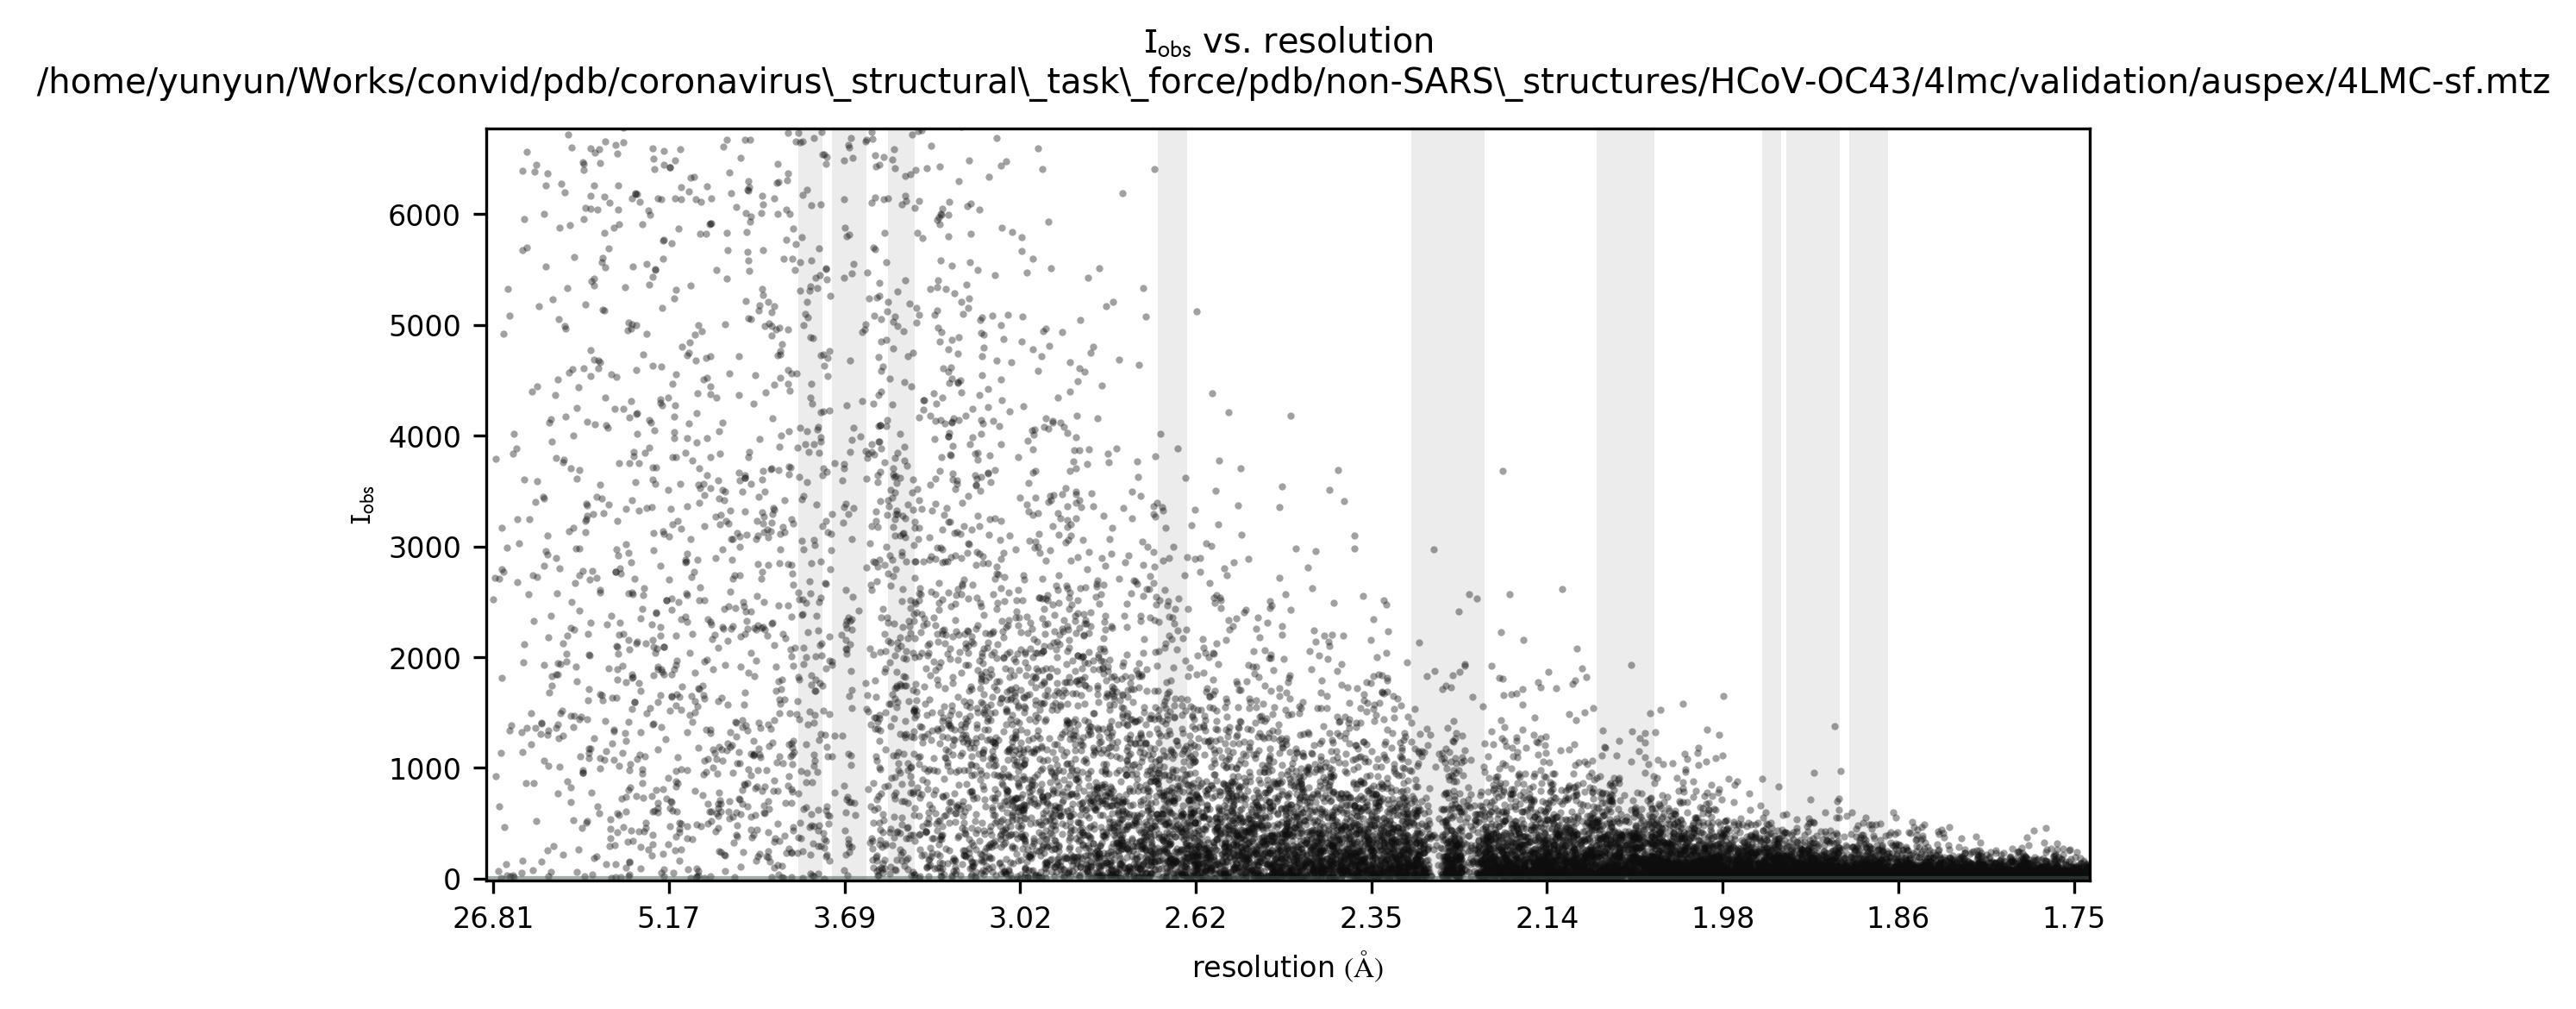 I_obs vs. resolution
/home/yunyun/Works/convid/pdb/coronavirus\_structural\_task\_force/pdb/non-SARS\_structures/HCoV-OC43/4lmc/validation/auspex/4LMC-sf.mtz
I_obs
6000
5000
4000
3000
2000
1000
0
26.81 5.17 3.69 3.02 2.62 2.35 2.14 1.98 1.86 1.75
resolution (Å)